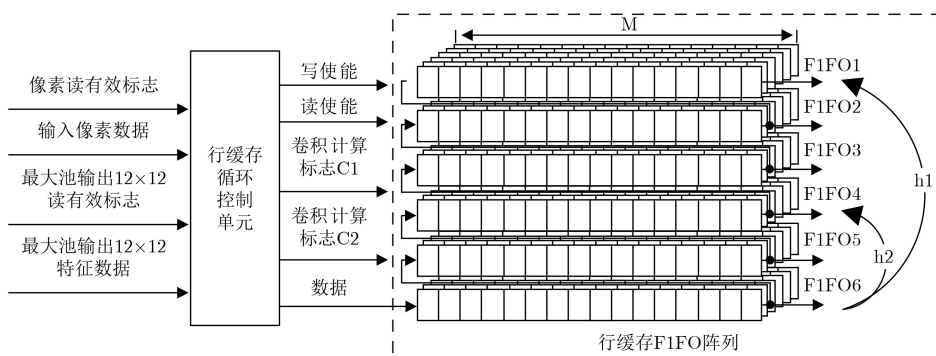 像素读有效标志
输入像素数据
最大池输出12×12
读有效标志
最大池输出12×12
特征数据
行缓存
循环
控制
单元
写使能
读使能
卷积计算
标志C1
卷积计算
标志C2
数据
M
F1FO1
F1FO2
F1FO3
F1FO4
F1FO5
F1FO6
h1
h2
行缓存F1FO阵列